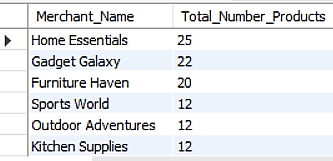 Merchant_Name Total_Number_Products
Home Essentials 25
Gadget Galaxy 22
Furniture Haven 20
Sports World 12
Outdoor Adventures 12
Kitchen Supplies 12